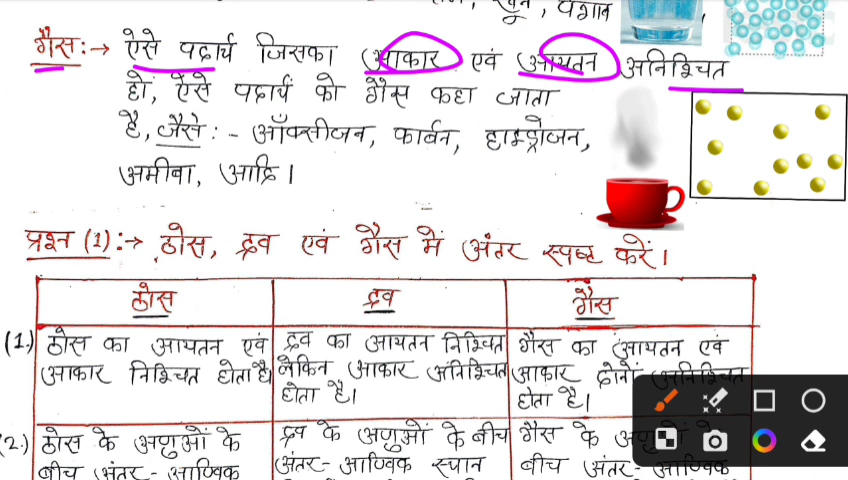 खून, पेशाब
गैस:→ ऐसे पदार्थ जिसका आकार एवं आयतन अनिश्चित
हो, ऐसे पदार्थ को गैस कहा जाता
है, जैसे :- ऑक्सीजन, कार्बन, हाइड्रोजन,
अमीबा, आदि।
प्रश्न (1):→ ठोस, द्रव एवं गैस में अंतर स्पष्ट करें।
ठोस द्रव गैस
(1.) ठोस का आयतन एवं द्रव का आयतन निश्चित गैस का आयतन एवं
आकार निश्चित होता है। लेकिन आकार अनिश्चित आकार दोनों अनिश्चित
होता है। होता है।
2.) ठोस के अणुओं के द्रव के अणुओं के बीच गैस के अणुओं के
बीच अंतर-आण्विक अंतर-आण्विक स्थान बीच अंतर-आण्विक